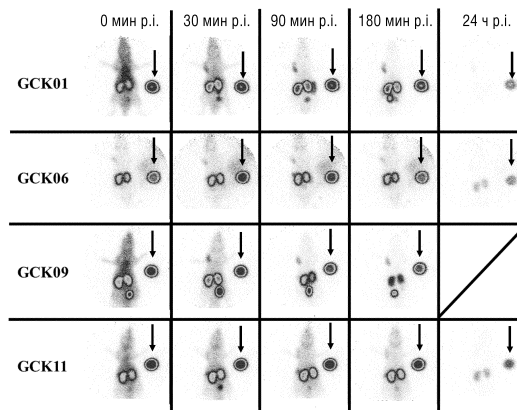 0 мин p.i. 30 мин p.i. 90 мин p.i. 180 мин p.i. 24 ч p.i.
GCK01
GCK06
GCK09
GCK11